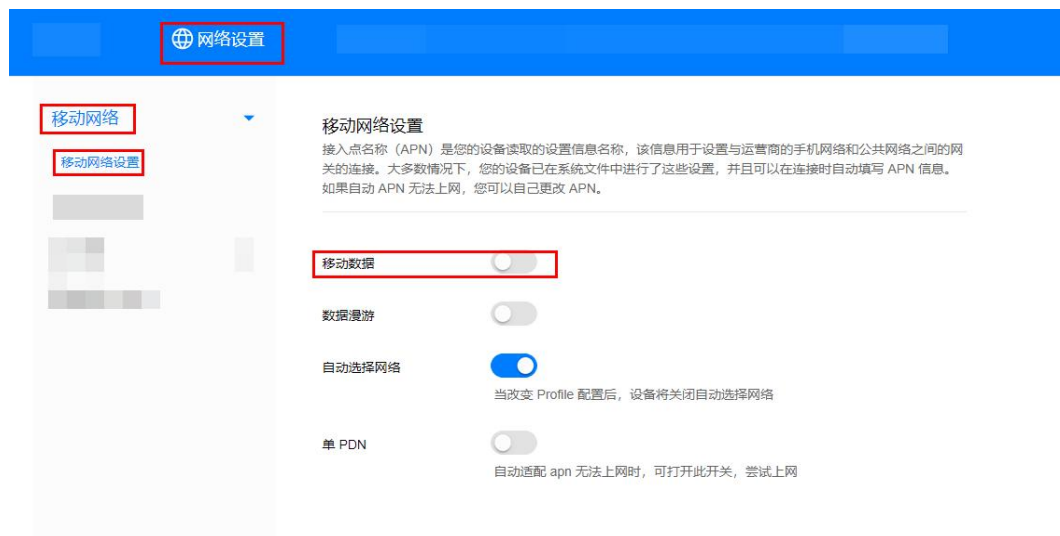 网络设置
移动网络
移动网络设置
移动网络设置
接入点名称（APN）是您的设备读取的设置信息名称，该信息用于设置与运营商的手机网络和公共网络之间的网
关的连接。大多数情况下，您的设备已在系统文件中进行了这些设置，并且可以在连接时自动填写 APN 信息。
如果自动 APN 无法上网，您可以自己更改 APN。
移动数据
数据漫游
自动选择网络
当改变 Profile 配置后，设备将关闭自动选择网络
单 PDN
自动适配 apn 无法上网时，可打开此开关，尝试上网